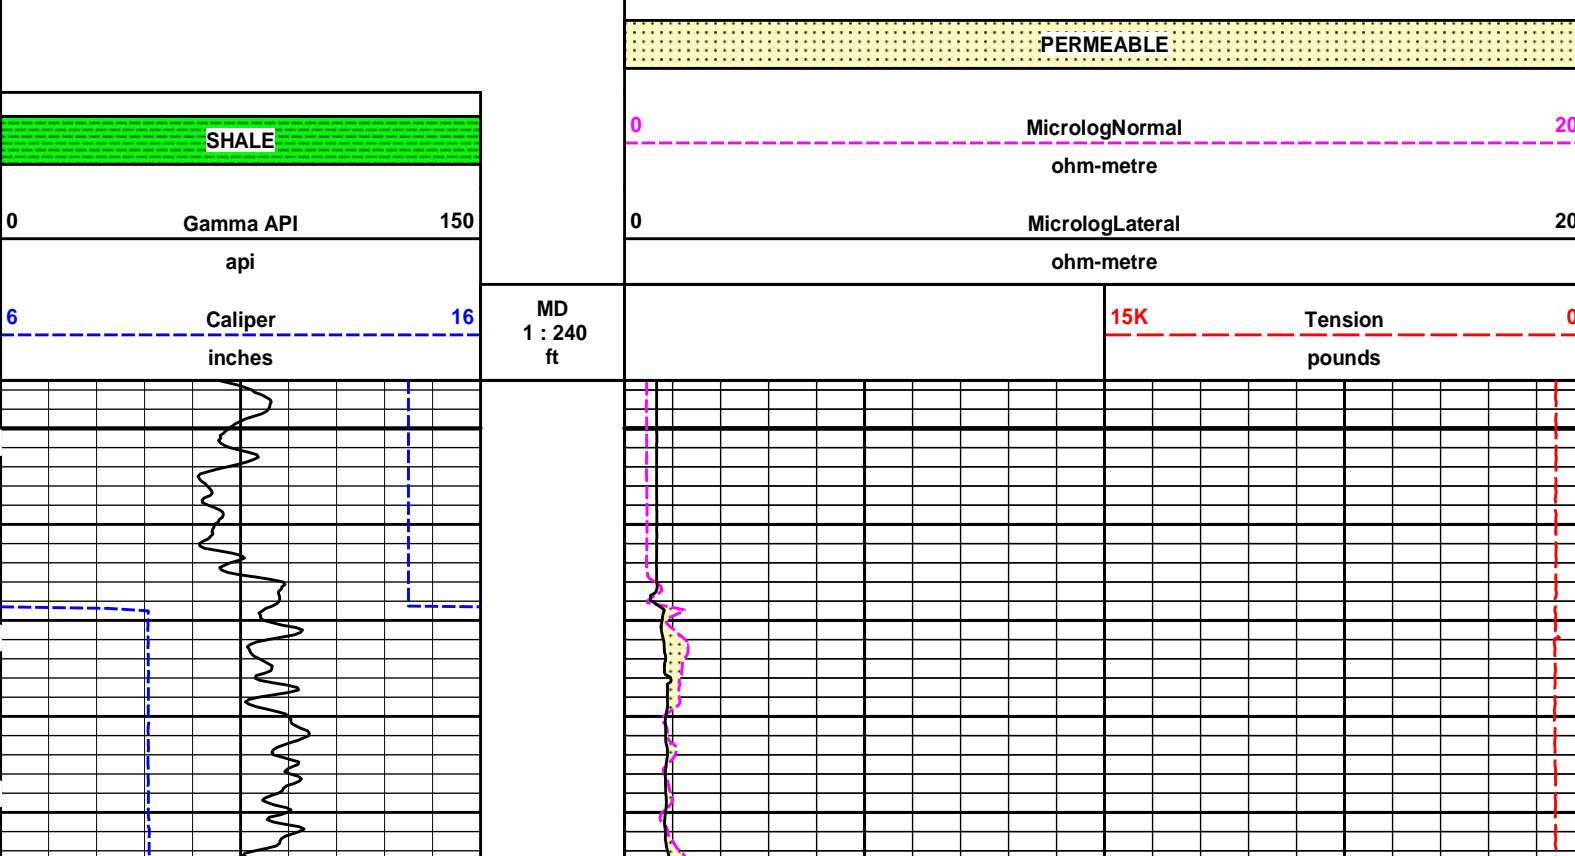 PERMEABLE
0 MicrologNormal 20
ohm-metre
0 MicrologLateral 20
ohm-metre
SHALE
0 Gamma API 150
api
6 Caliper 16
inches
MD
1 : 240
ft
15K Tension 0
pounds